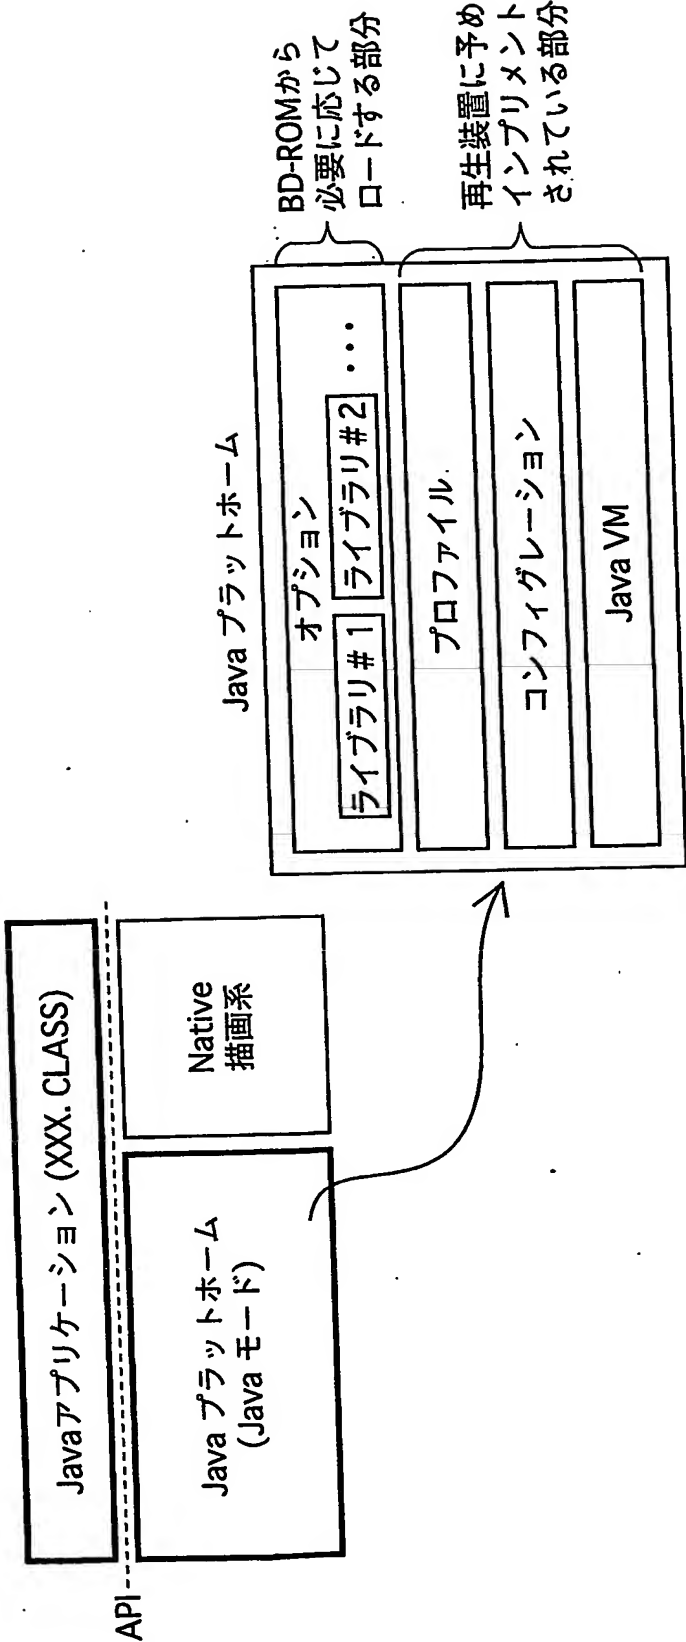 Javaアプリケーション (XXX. CLASS)
API
Java プラットホーム
(Java モード)
Native
描画系
Java プラットホーム
オプション
ライブラリ#1
ライブラリ#2
・・・
プロファイル
コンフィグレーション
Java VM
BD-ROMから
必要に応じて
ロードする部分
再生装置に予め
インプリメント
されている部分